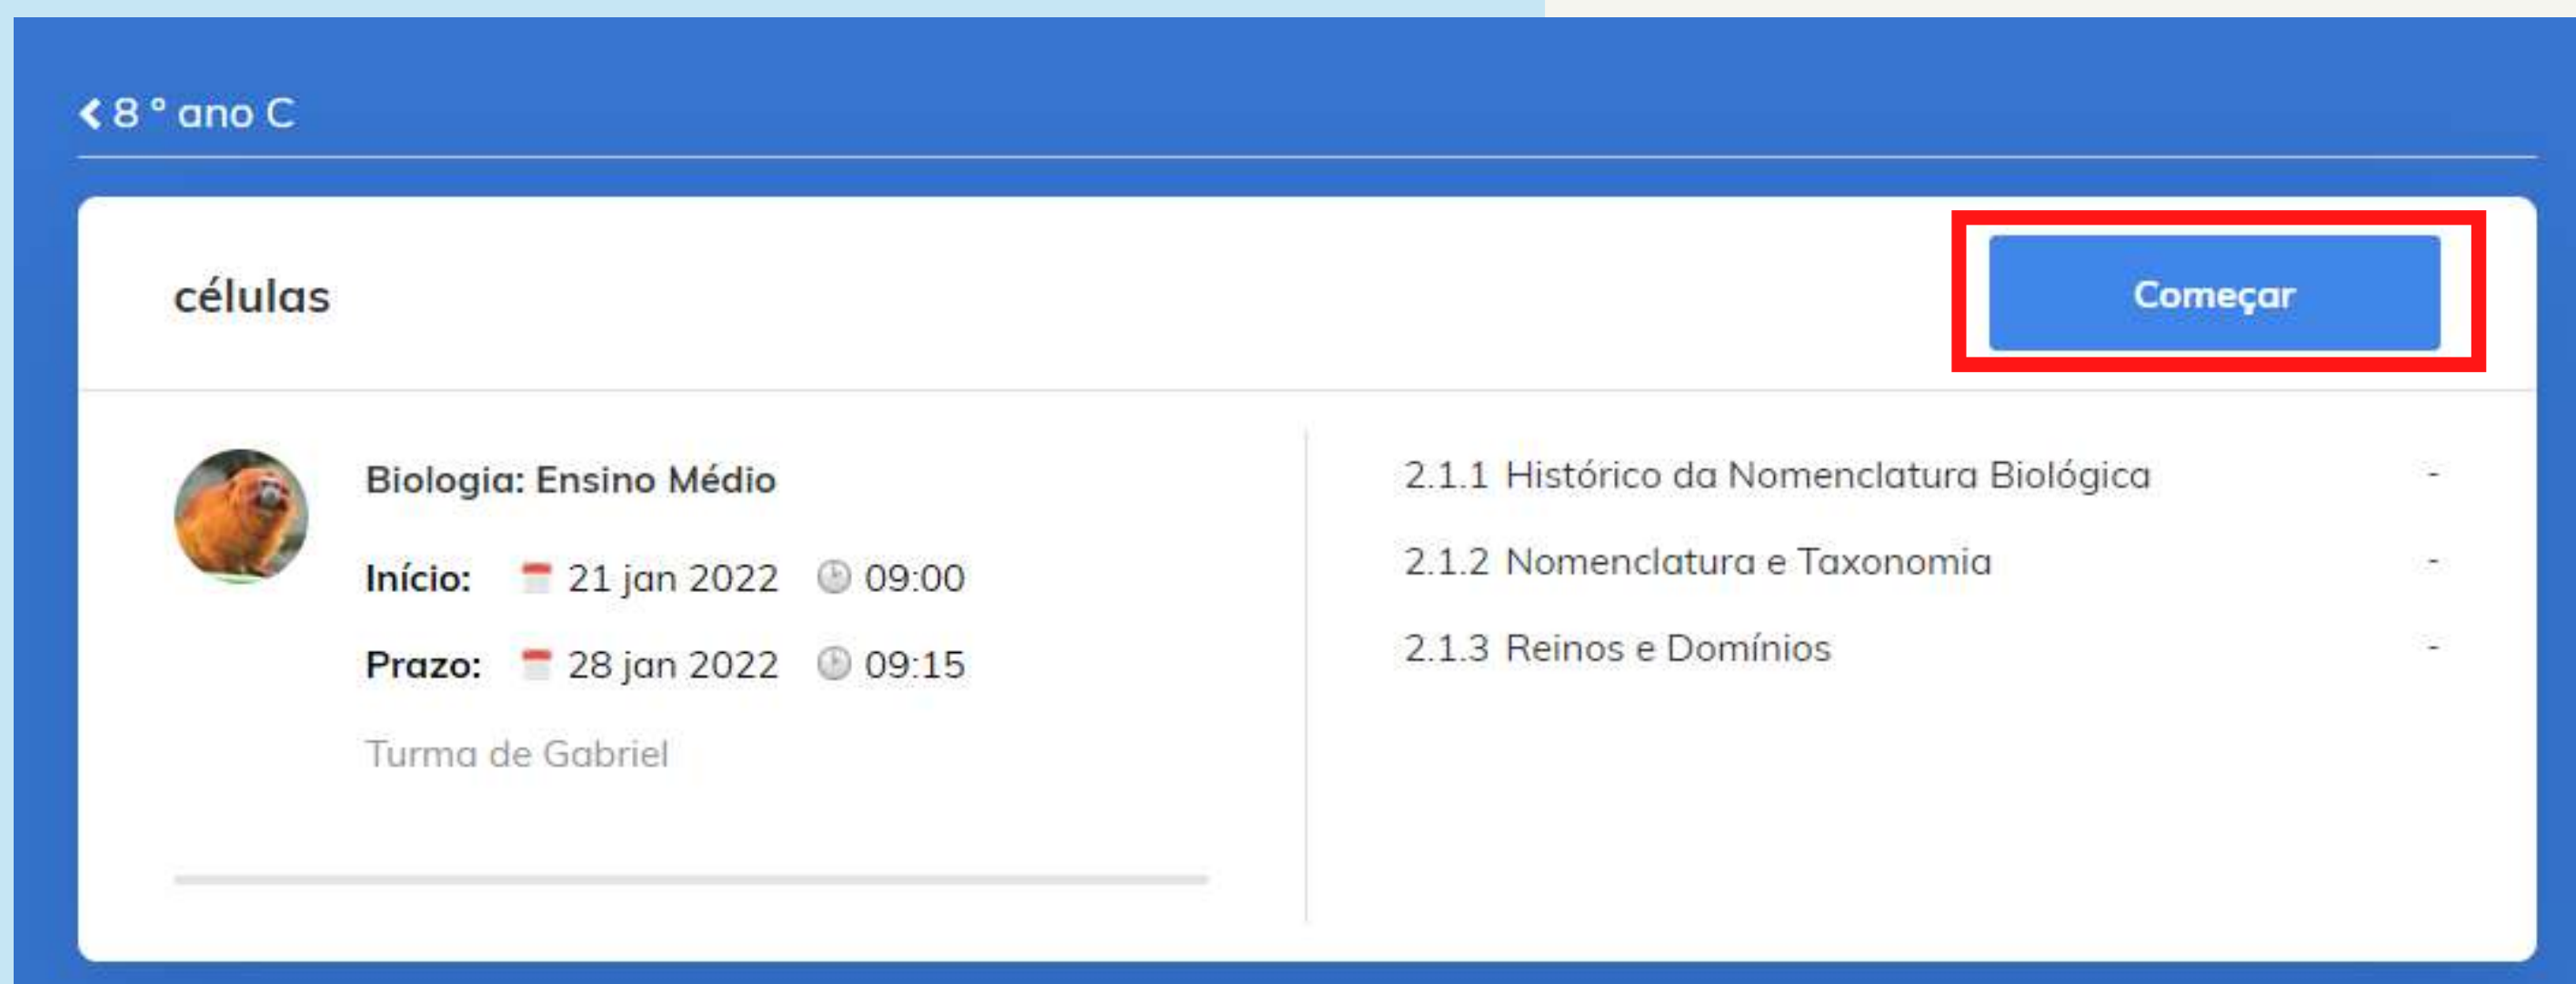 8 º ano C
células
Começar
Biologia: Ensino Médio
Início: 21 jan 2022 09:00
Prazo: 28 jan 2022 09:15
Turma de Gabriel
2.1.1 Histórico da Nomenclatura Biológica -
2.1.2 Nomenclatura e Taxonomia -
2.1.3 Reinos e Domínios -